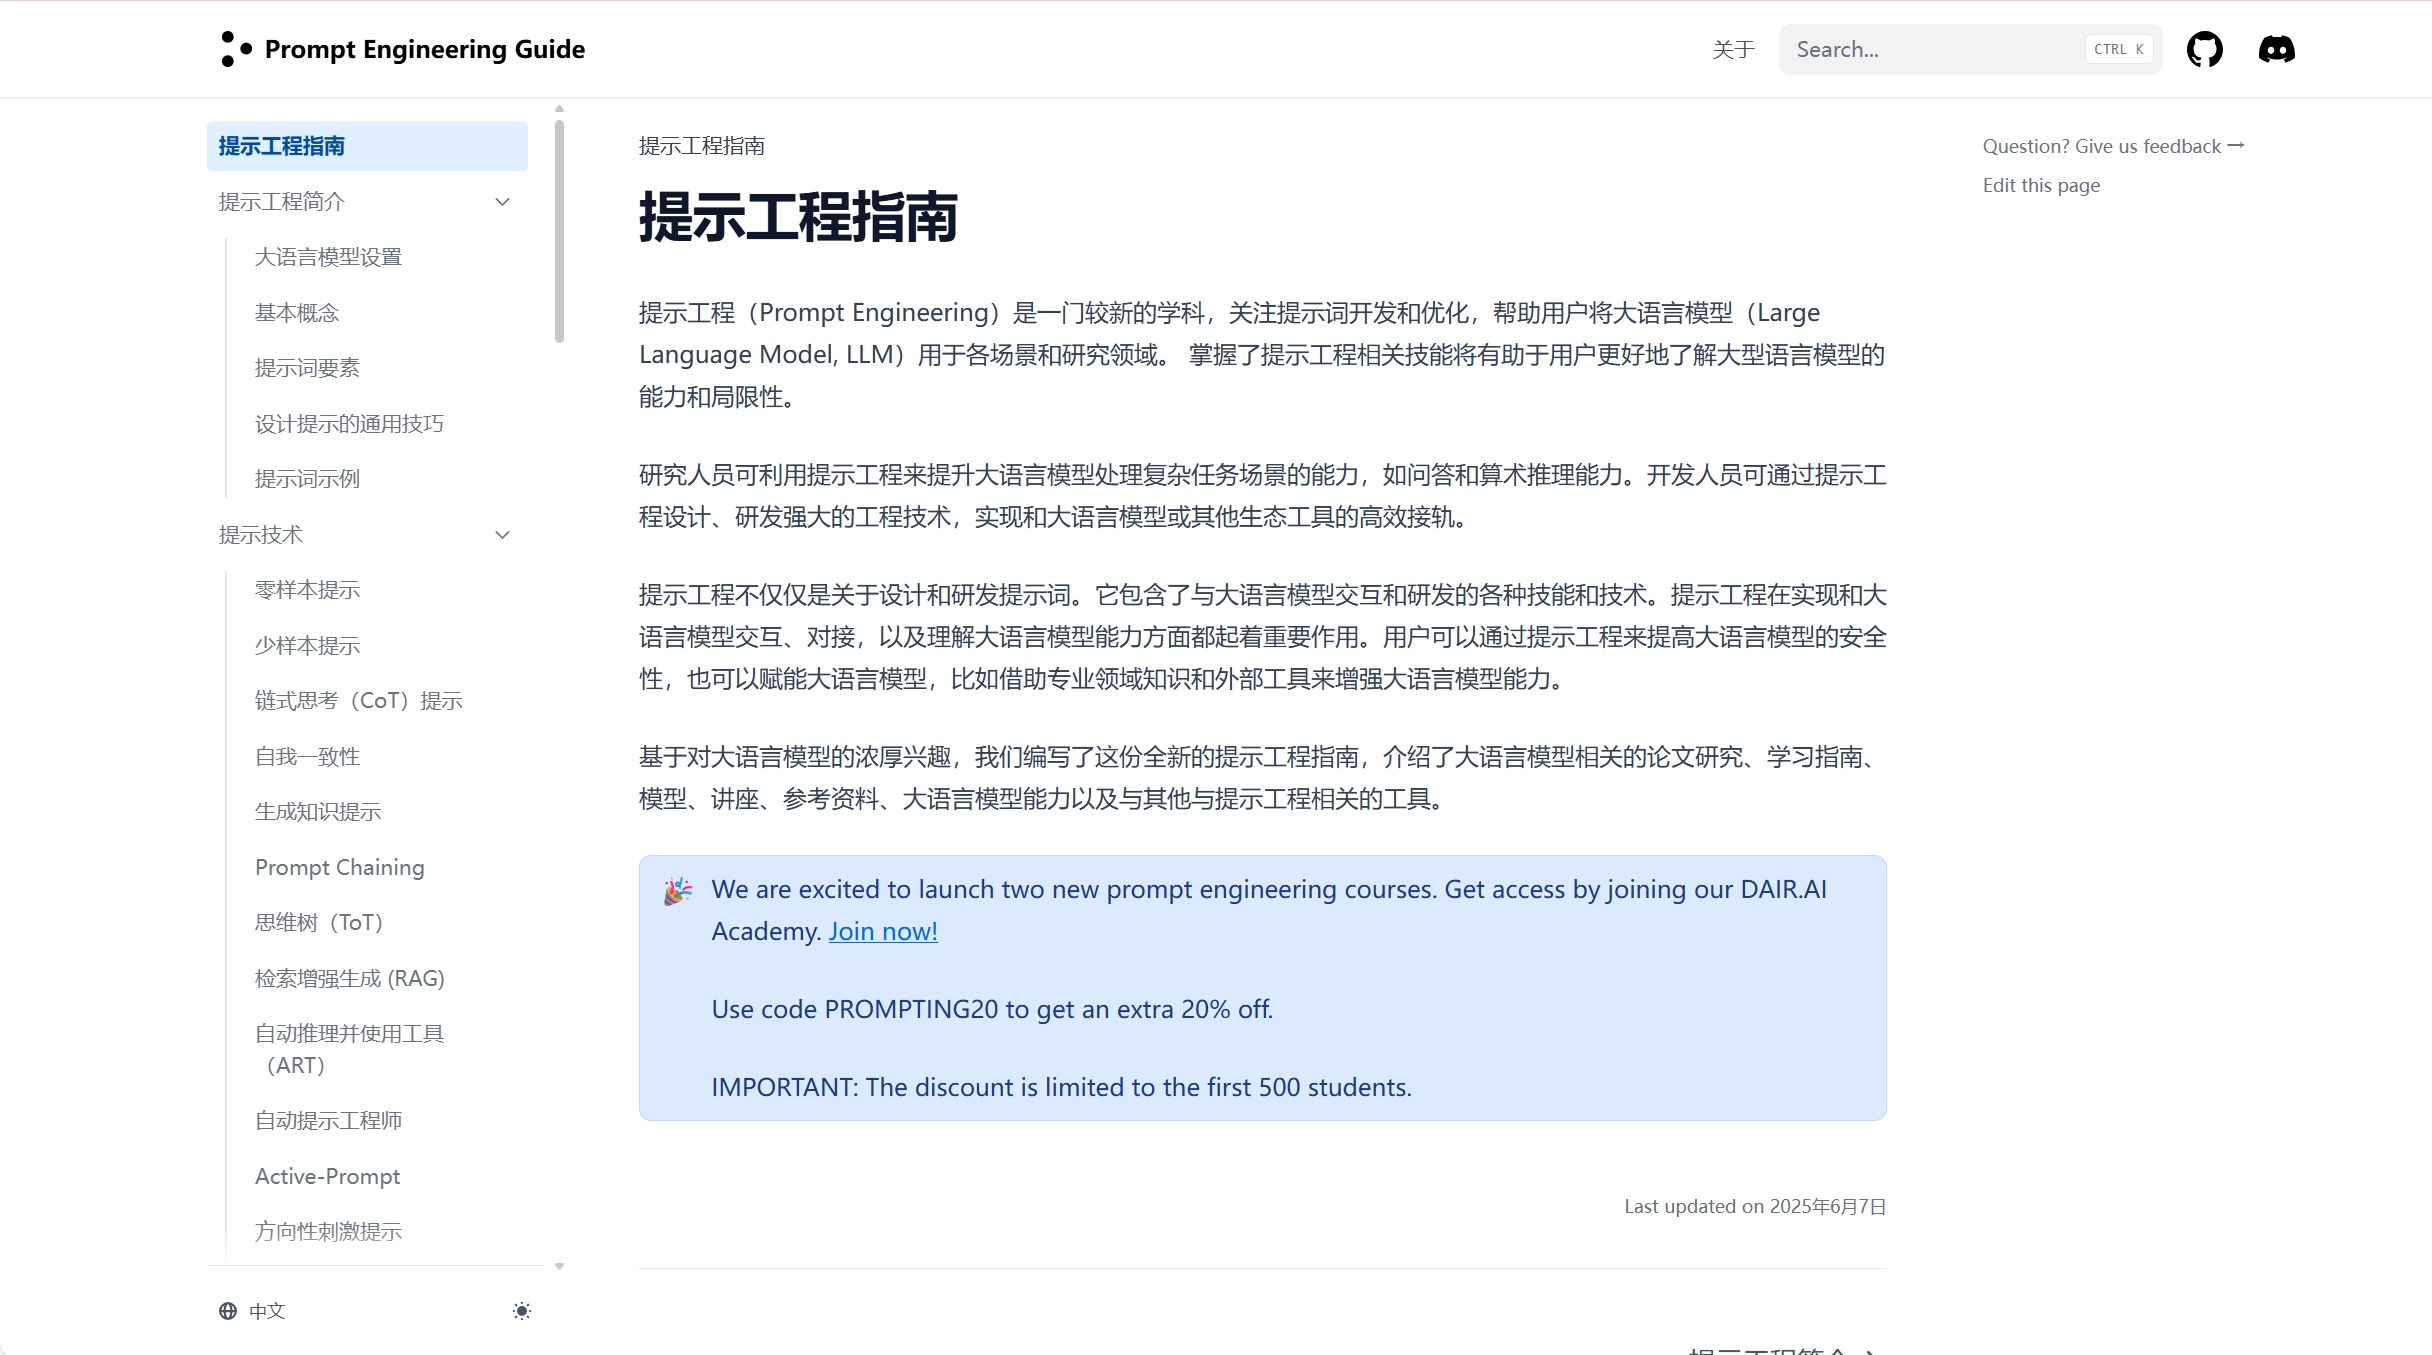 Prompt Engineering Guide
关于
Search...
CTRL K
提示工程指南
提示工程简介
大语言模型设置
基本概念
提示词要素
设计提示的通用技巧
提示词示例
提示技术
零样本提示
少样本提示
链式思考（CoT）提示
自我一致性
生成知识提示
Prompt Chaining
思维树（ToT）
检索增强生成 (RAG)
自动推理并使用工具
（ART）
自动提示工程师
Active-Prompt
方向性刺激提示
中文
提示工程指南
提示工程指南
提示工程（Prompt Engineering）是一门较新的学科，关注提示词开发和优化，帮助用户将大语言模型（Large
Language Model, LLM）用于各场景和研究领域。 掌握了提示工程相关技能将有助于用户更好地了解大型语言模型的
能力和局限性。
研究人员可利用提示工程来提升大语言模型处理复杂任务场景的能力，如问答和算术推理能力。开发人员可通过提示工
程设计、研发强大的工程技术，实现和大语言模型或其他生态工具的高效接轨。
提示工程不仅仅是关于设计和研发提示词。它包含了与大语言模型交互和研发的各种技能和技术。提示工程在实现和大
语言模型交互、对接，以及理解大语言模型能力方面都起着重要作用。用户可以通过提示工程来提高大语言模型的安全
性，也可以赋能大语言模型，比如借助专业领域知识和外部工具来增强大语言模型能力。
基于对大语言模型的浓厚兴趣，我们编写了这份全新的提示工程指南，介绍了大语言模型相关的论文研究、学习指南、
模型、讲座、参考资料、大语言模型能力以及与其他与提示工程相关的工具。
🎉 We are excited to launch two new prompt engineering courses. Get access by joining our DAIR.AI
Academy. Join now!
Use code PROMPTING20 to get an extra 20% off.
IMPORTANT: The discount is limited to the first 500 students.
Last updated on 2025年6月7日
提示工程简介
Question? Give us feedback →
Edit this page